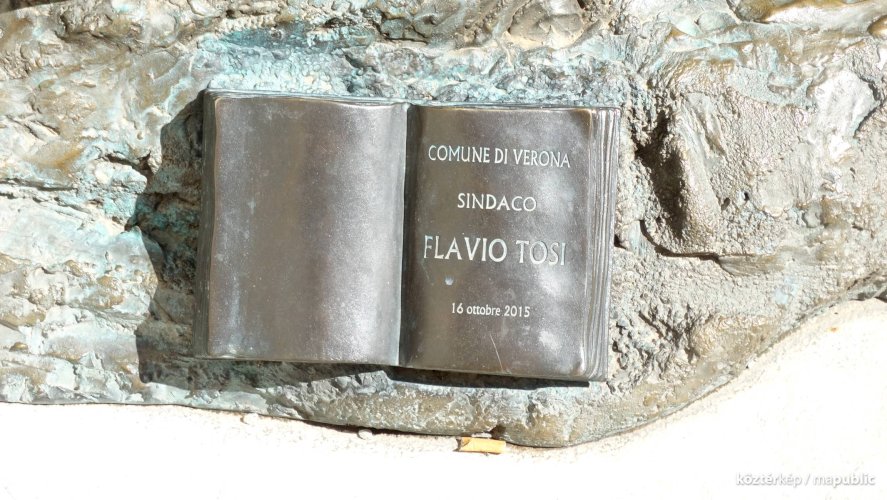 COMUNE DI VERONA
SINDACO
FLAVIO TOSI
16 ottobre 2015
köztérkép / mapublic